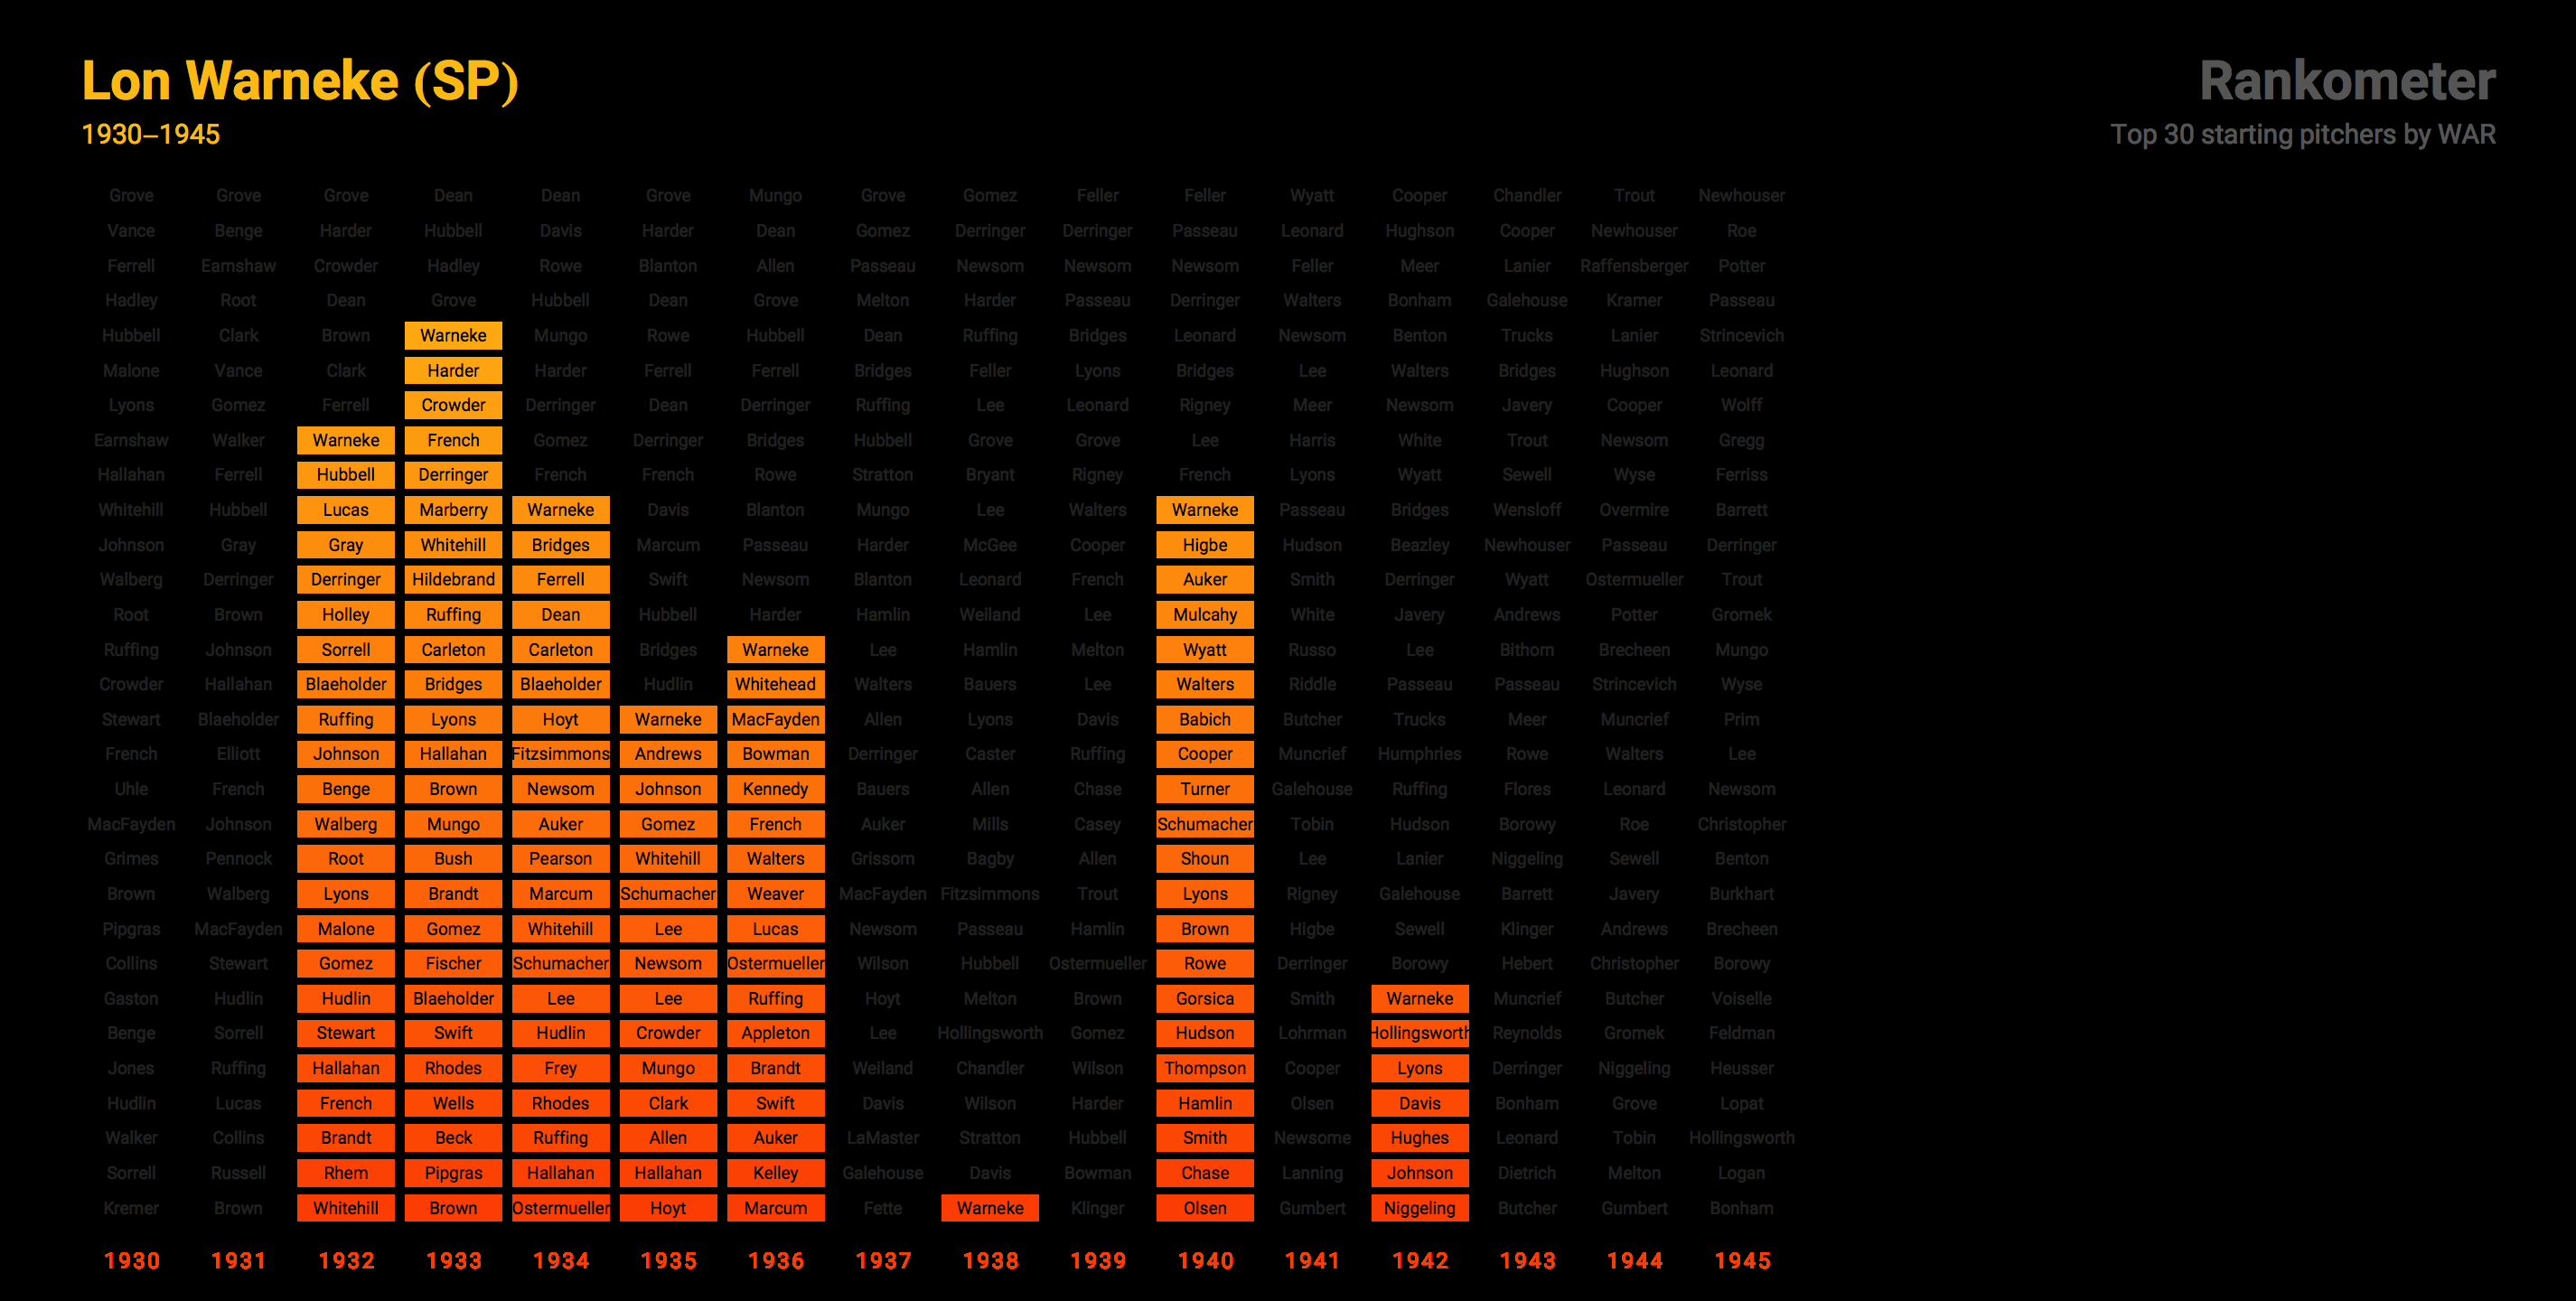 Lon Warneke (SP)
1930–1945
Rankometer
Top 30 starting pitchers by WAR
Grove Grove Grove Dean Dean Grove Mungo Grove Gomez Feller Feller Wyatt Cooper Chandler Trout Newhouser
Vance Benge Harder Hubbell Davis Harder Dean Gomez Derringer Derringer Passeau Leonard Hughson Cooper Newhouser Roe
Ferrell Earnshaw Crowder Hadley Rowe Blanton Allen Passeau Newsom Newsom Newsom Feller Meer Lanier Raffensberger Potter
Hadley Root Dean Grove Hubbell Dean Grove Melton Harder Passeau Derringer Walters Bonham Galehouse Kramer Passeau
Hubbell Clark Brown Warneke Mungo Rowe Hubbell Dean Ruffing Bridges Leonard Newsom Benton Trucks Lanier Strincevich
Malone Vance Clark Harder Harder Ferrell Ferrell Bridges Feller Lyons Bridges Lee Walters Bridges Hughson Leonard
Lyons Gomez Ferrell Crowder Derringer Dean Derringer Ruffing Lee Leonard Rigney Meer Newsom Javery Cooper Wolff
Earnshaw Walker Warneke French Gomez Derringer Bridges Hubbell Grove Grove Lee Harris White Trout Newsom Gregg
Hallahan Ferrell Hubbell Derringer French French Rowe Stratton Bryant Rigney French Lyons Wyatt Sewell Wyse Ferriss
Whitehill Hubbell Lucas Marberry Warneke Davis Blanton Mungo Lee Walters Warneke Passeau Bridges Wensloff Overmire Barrett
Johnson Gray Gray Whitehill Bridges Marcum Passeau Harder McGee Cooper Higbe Hudson Beazley Newhouser Passeau Derringer
Walberg Derringer Derringer Hildebrand Ferrell Swift Newsom Blanton Leonard French Auker Smith Derringer Wyatt Ostermueller Trout
Root Brown Holley Ruffing Dean Hubbell Harder Hamlin Weiland Lee Mulcahy White Javery Andrews Potter Gromek
Ruffing Johnson Sorrell Carleton Carleton Bridges Warneke Lee Hamlin Melton Wyatt Russo Lee Bithorn Brecheen Mungo
Crowder Hallahan Blaeholder Bridges Blaeholder Hudlin Whitehead Walters Bauers Lee Walters Riddle Passeau Passeau Strincevich Wyse
Stewart Blaeholder Ruffing Lyons Hoyt Warneke MacFayden Allen Lyons Davis Babich Butcher Trucks Meer Muncrief Prim
French Elliott Johnson Hallahan Fitzsimmons Andrews Bowman Derringer Caster Ruffing Cooper Muncrief Humphries Rowe Walters Lee
Uhle French Benge Brown Newsom Johnson Kennedy Bauers Allen Chase Turner Galehouse Ruffing Flores Leonard Newsom
MacFayden Johnson Walberg Mungo Auker Gomez French Auker Mills Casey Schumacher Tobin Hudson Borowy Roe Christopher
Grimes Pennock Root Bush Pearson Whitehill Walters Grissom Bagby Allen Shoun Lee Lanier Niggeling Sewell Benton
Brown Walberg Lyons Brandt Marcum Schumacher Weaver MacFayden Fitzsimmons Trout Lyons Rigney Galehouse Barrett Javery Burkhart
Pipgras MacFayden Malone Gomez Whitehill Lee Lucas Newsom Passeau Hamlin Brown Higbe Sewell Klinger Andrews Brecheen
Collins Stewart Gomez Fischer Schumacher Newsom Ostermueller Wilson Hubbell Ostermueller Rowe Derringer Borowy Hebert Christopher Borowy
Gaston Hudlin Hudlin Blaeholder Lee Lee Ruffing Hoyt Melton Brown Gorsica Smith Warneke Muncrief Butcher Voiselle
Benge Sorrell Stewart Swift Hudlin Crowder Appleton Lee Hollingsworth Gomez Hudson Lohrman Hollingsworth Reynolds Gromek Feldman
Jones Ruffing Hallahan Rhodes Frey Mungo Brandt Weiland Chandler Wilson Thompson Cooper Lyons Derringer Niggeling Heusser
Hudlin Lucas French Wells Rhodes Clark Swift Davis Wilson Harder Hamlin Olsen Davis Bonham Grove Lopat
Walker Collins Brandt Beck Ruffing Allen Auker LaMaster Stratton Hubbell Smith Newsome Hughes Leonard Tobin Hollingsworth
Sorrell Russell Rhem Pipgras Hallahan Hallahan Kelley Galehouse Davis Bowman Chase Lanning Johnson Dietrich Melton Logan
Kremer Brown Whitehill Brown Ostermueller Hoyt Marcum Fette Warneke Klinger Olsen Gumbert Niggeling Butcher Gumbert Bonham
1930 1931 1932 1933 1934 1935 1936 1937 1938 1939 1940 1941 1942 1943 1944 1945